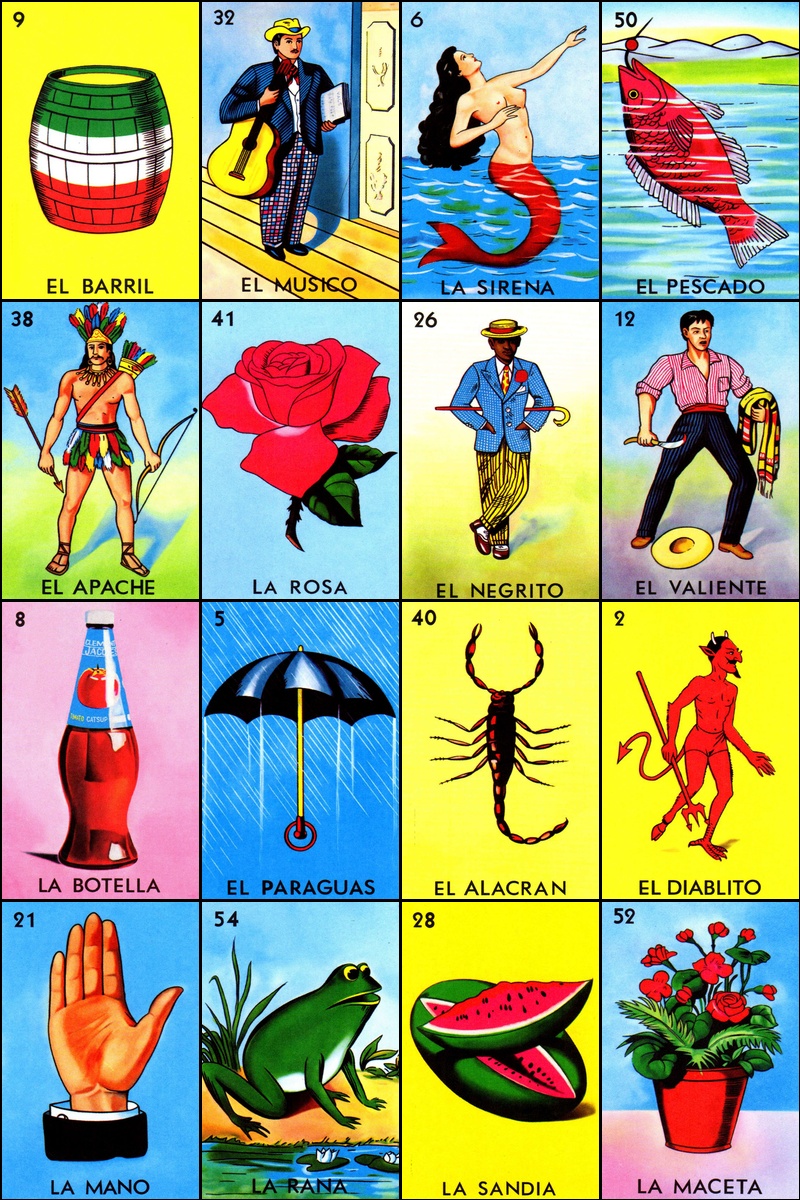 9
EL BARRIL
32
EL MUSICO
6
LA SIRENA
50
EL PESCADO
38
EL APACHE
41
LA ROSA
26
EL NEGRITO
12
EL VALIENTE
8
TOMATO CATSUP
LA BOTELLA
5
EL PARAGUAS
40
EL ALACRAN
2
EL DIABLITO
21
LA MANO
54
LA RANA
28
LA SANDIA
52
LA MACETA